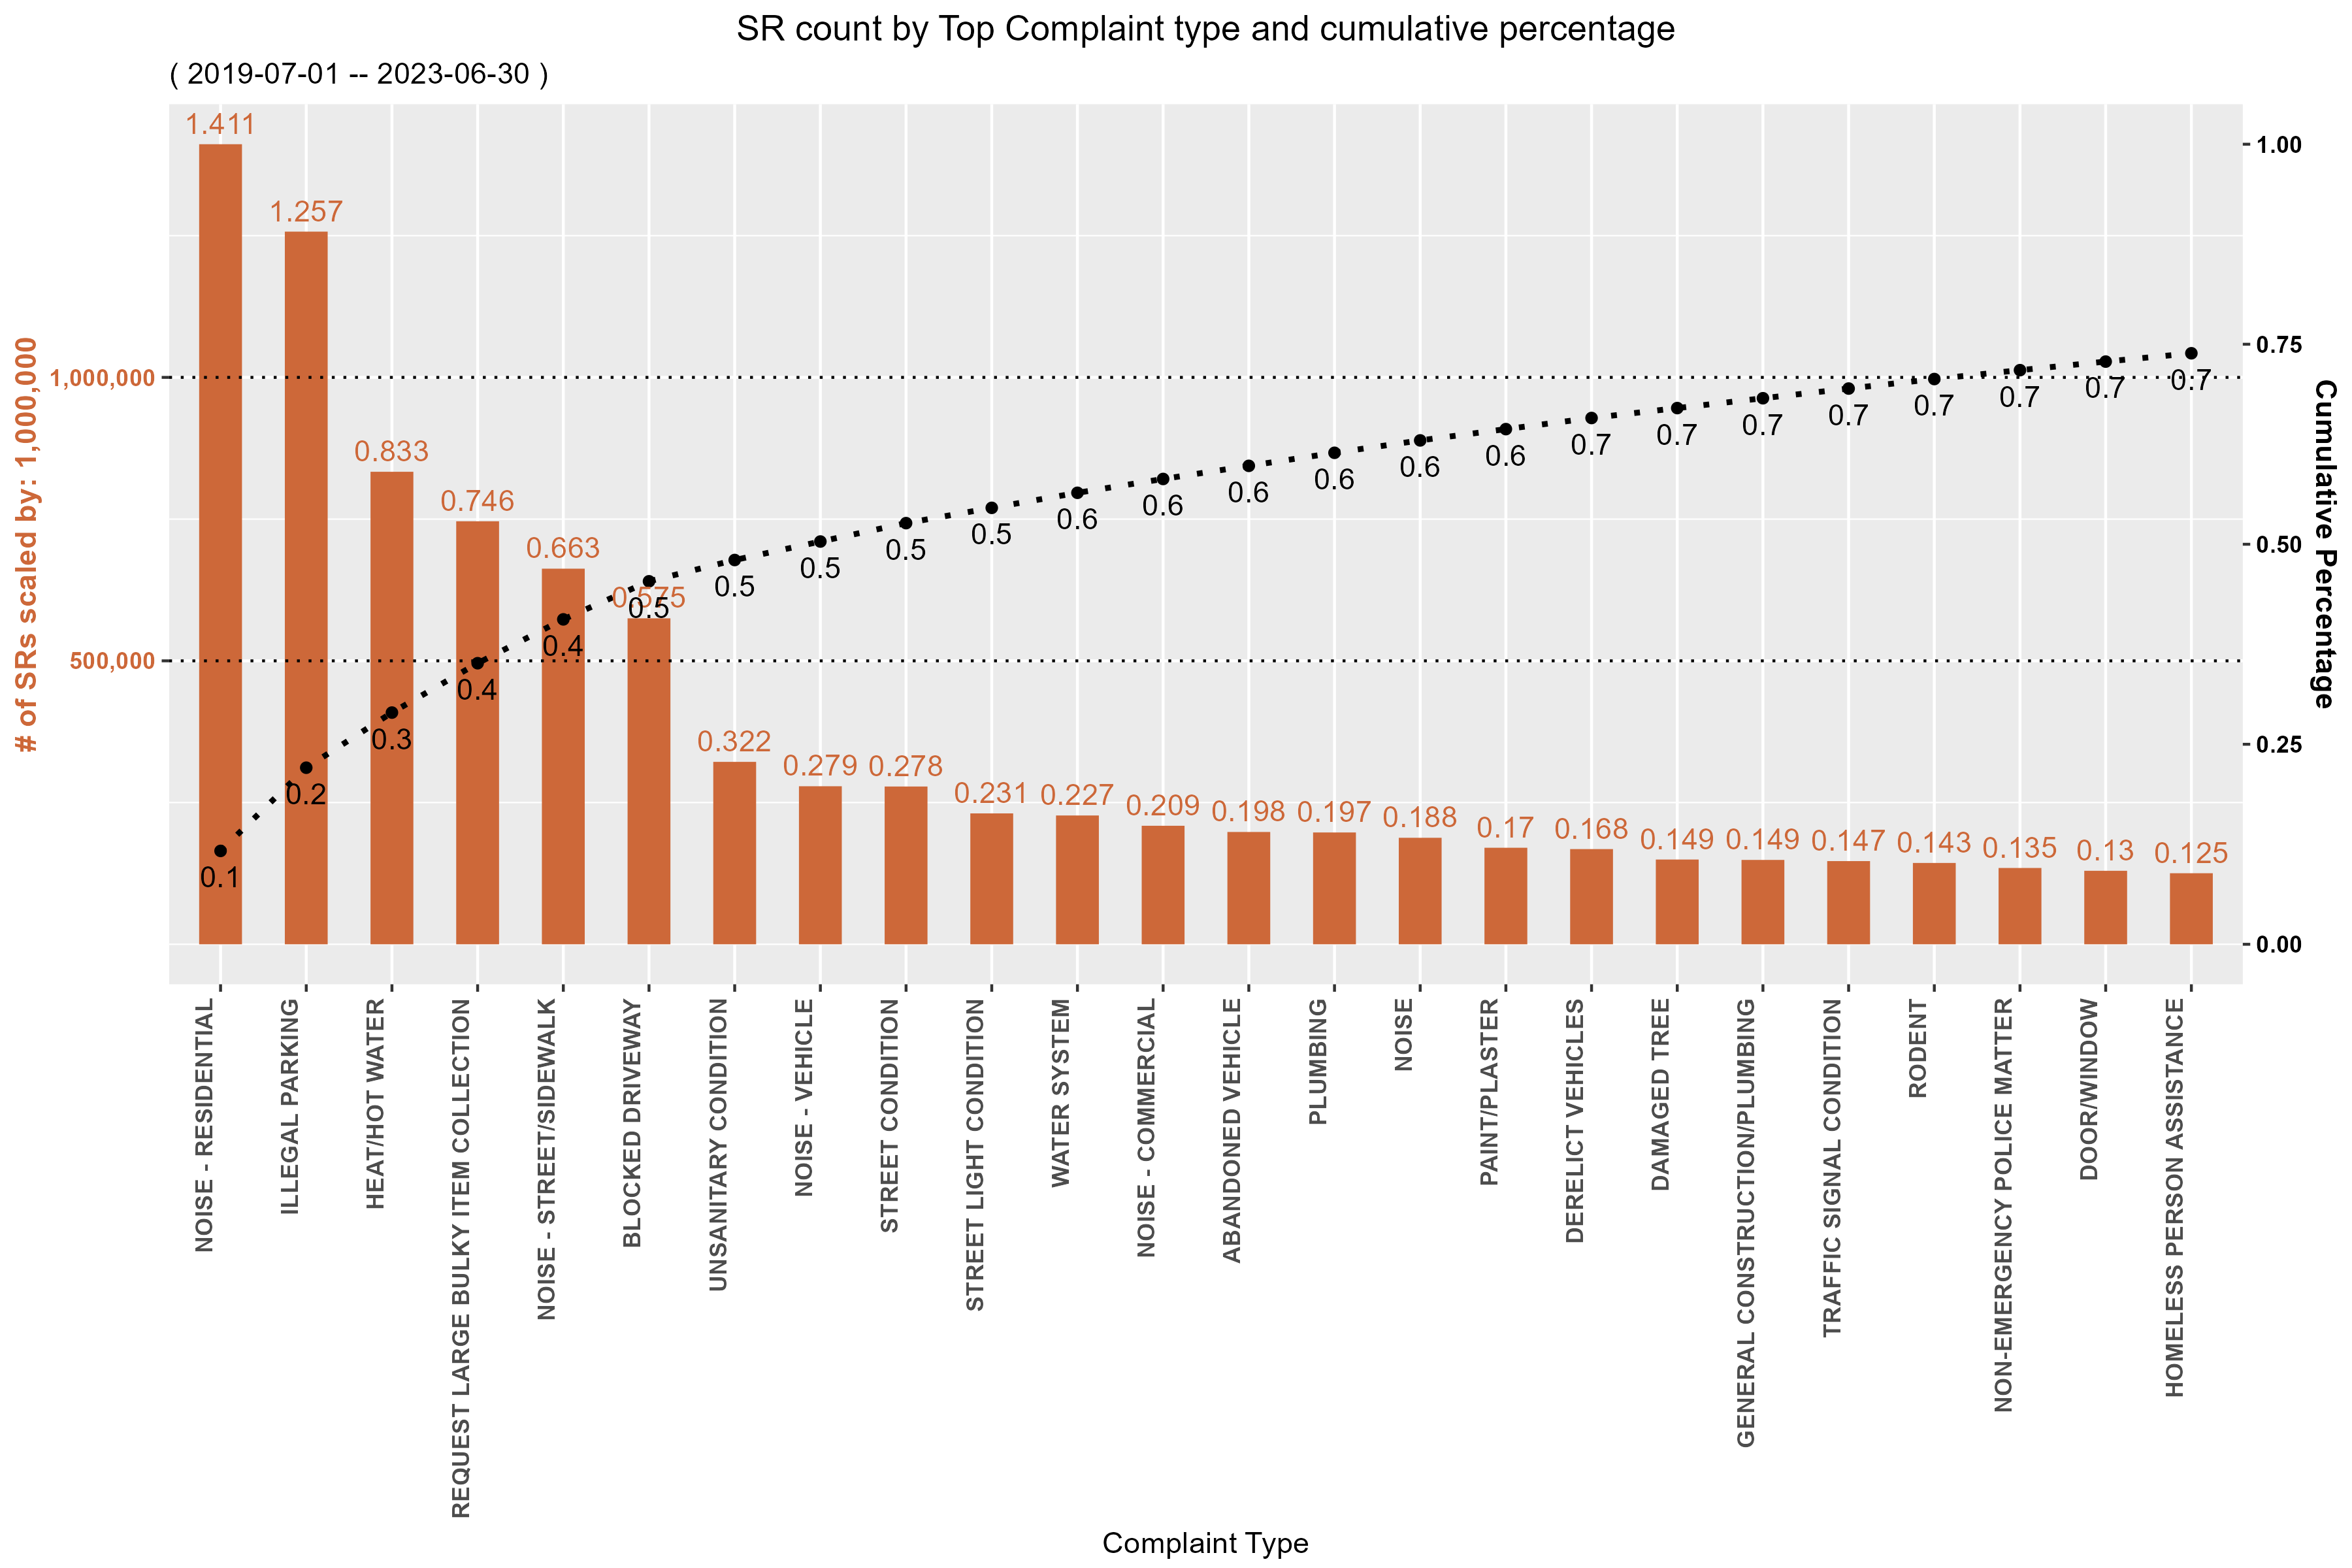 SR count by Top Complaint type and cumulative percentage
( 2019-07-01 -- 2023-06-30 )
# of SRs scaled by: 1,000,000
1,000,000
500,000
1.411
1.257
0.833
0.746
0.663
0.575
0.322
0.279
0.278
0.231
0.227
0.209
0.198
0.197
0.188
0.17
0.168
0.149
0.149
0.147
0.143
0.135
0.13
0.125
0.1
0.2
0.3
0.4
0.4
0.5
0.5
0.5
0.5
0.5
0.6
0.6
0.6
0.6
0.6
0.6
0.7
0.7
0.7
0.7
0.7
0.7
0.7
0.7
1.00
0.75
0.50
0.25
0.00
Cumulative Percentage
NOISE - RESIDENTIAL
ILLEGAL PARKING
HEAT/HOT WATER
REQUEST LARGE BULKY ITEM COLLECTION
NOISE - STREET/SIDEWALK
BLOCKED DRIVEWAY
UNSANITARY CONDITION
NOISE - VEHICLE
STREET CONDITION
STREET LIGHT CONDITION
WATER SYSTEM
NOISE - COMMERCIAL
ABANDONED VEHICLE
PLUMBING
NOISE
PAINT/PLASTER
DERELICT VEHICLES
DAMAGED TREE
GENERAL CONSTRUCTION/PLUMBING
TRAFFIC SIGNAL CONDITION
RODENT
NON-EMERGENCY POLICE MATTER
DOOR/WINDOW
HOMELESS PERSON ASSISTANCE
Complaint Type